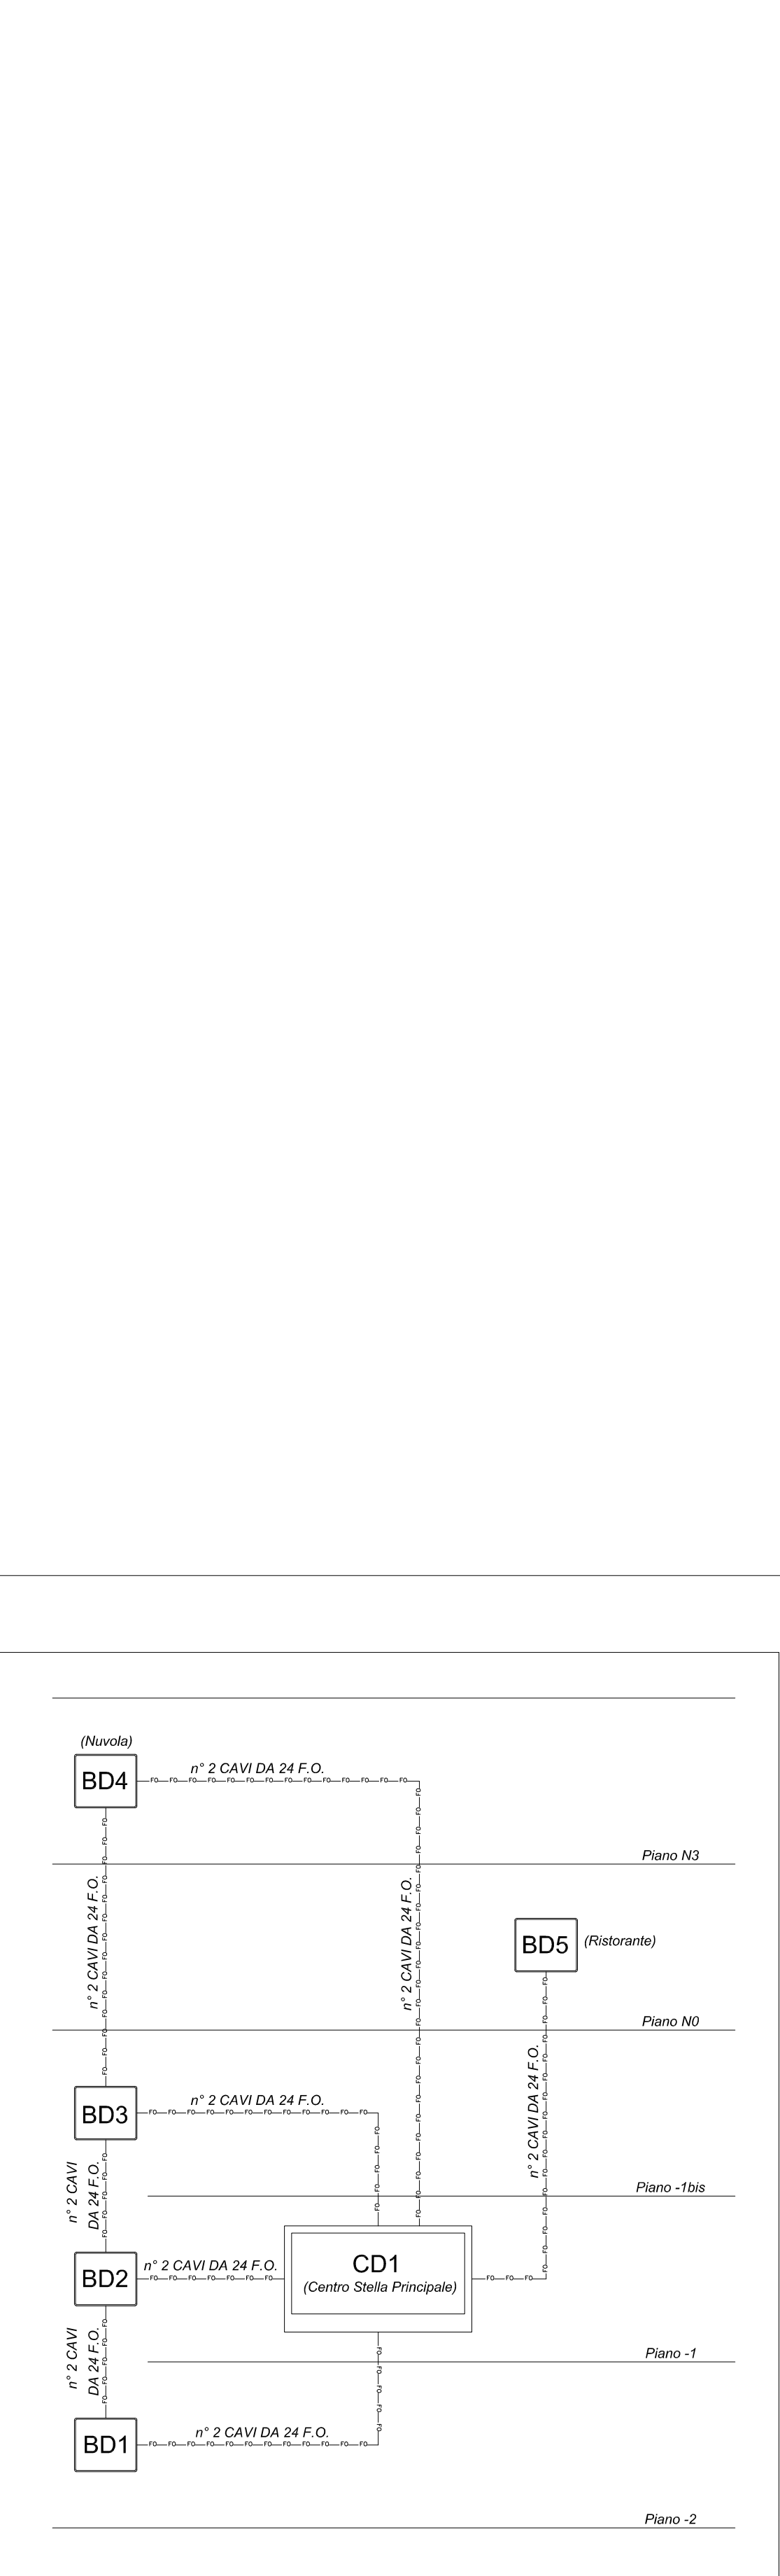 (Nuvola)
BD4
n° 2 CAVI DA 24 F.O.
Piano N3
n° 2 CAVI DA 24 F.O.
n° 2 CAVI DA 24 F.O.
BD5
(Ristorante)
Piano N0
n° 2 CAVI DA 24 F.O.
BD3
n° 2 CAVI DA 24 F.O.
n° 2 CAVI
DA 24 F.O.
Piano -1bis
BD2
n° 2 CAVI DA 24 F.O.
CD1
(Centro Stella Principale)
n° 2 CAVI
DA 24 F.O.
Piano -1
BD1
n° 2 CAVI DA 24 F.O.
Piano -2